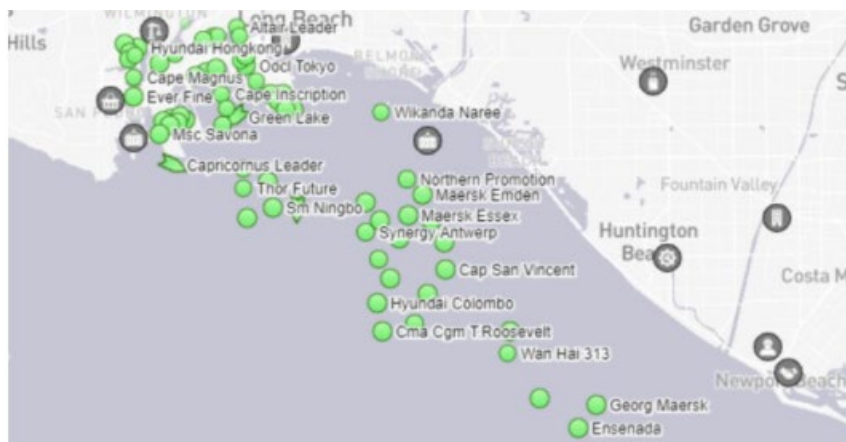 WILMINGTON
Long Beach
Altair Leader
Garden Grove
Hills
Hyundai Hongkong
BELMONT
Westminster
Oocl Tokyo
Cape Magnus
Cape Inscription
Ever Fine
Green Lake
Wikanda Naree
SAN
Msc Savona
Capricornus Leader
Northern Promotion
Fountain Valley
Thor Future
Maersk Emden
Sm Ningbo
Maersk Essex
Synergy Antwerp
Huntington
Cap San Vincent
Costa M
Hyundai Colombo
Cma Cgm T.Roosevelt
Wan Hai 313
Newport Beach
Georg Maersk
Ensenada